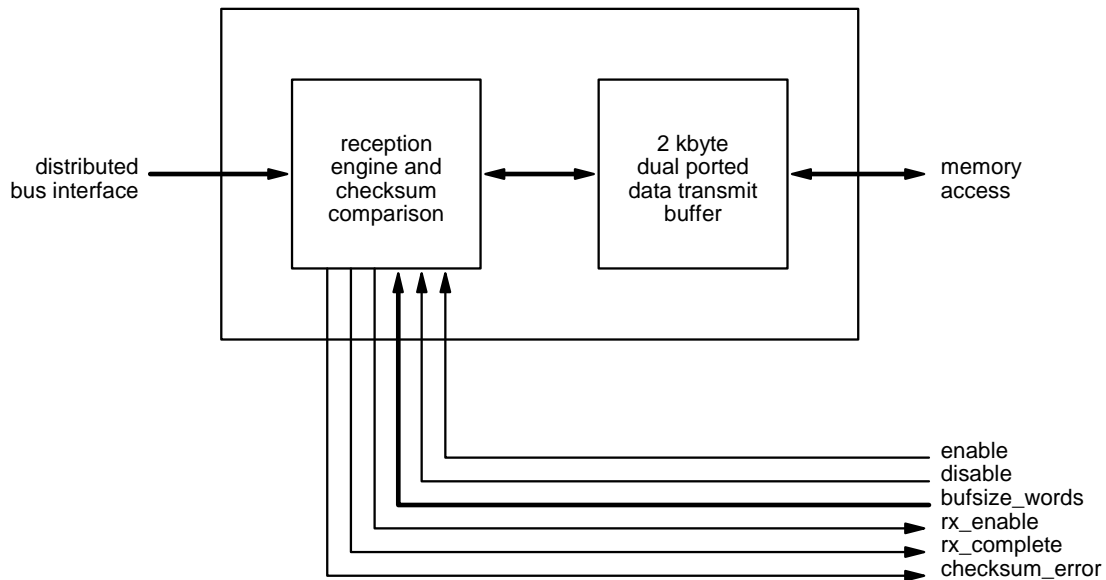 distributed
bus interface
reception
engine and
checksum
comparison
2 kbyte
dual ported
data transmit
buffer
memory
access
enable
disable
bufsize_words
rx_enable
rx_complete
checksum_error